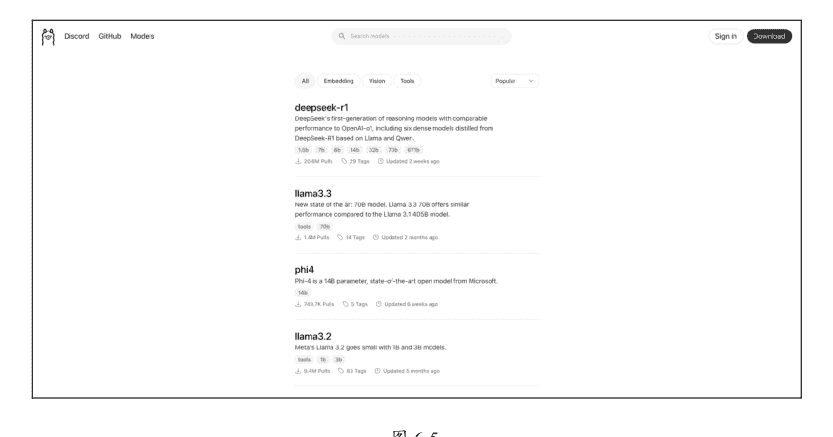 Discord GitHub Models
Search models
Sign in Download
All Embedding Vision Tools Popular
deepseek-r1
DeepSeek's first-generation of reasoning models with comparable
performance to OpenAI-o1, including six dense models distilled from
DeepSeek-R1 based on Llama and Qwen.
1.5b 7b 8b 14b 32b 70b 671b
Pulls 29 Tags Updated 2 weeks ago
llama3.3
New state of the art 70B model. Llama 3.3 70B offers similar
performance compared to the Llama 3.1 405B model.
tools 70b
1.4M Pulls 14 Tags Updated 2 months ago
phi4
Phi-4 is a 14B parameter, state-of-the-art open model from Microsoft.
14b
749.7K Pulls 5 Tags Updated 6 weeks ago
llama3.2
Meta's Llama 3.2 goes small with 1B and 3B models.
tools 1b 3b
9.4M Pulls 63 Tags Updated 5 months ago